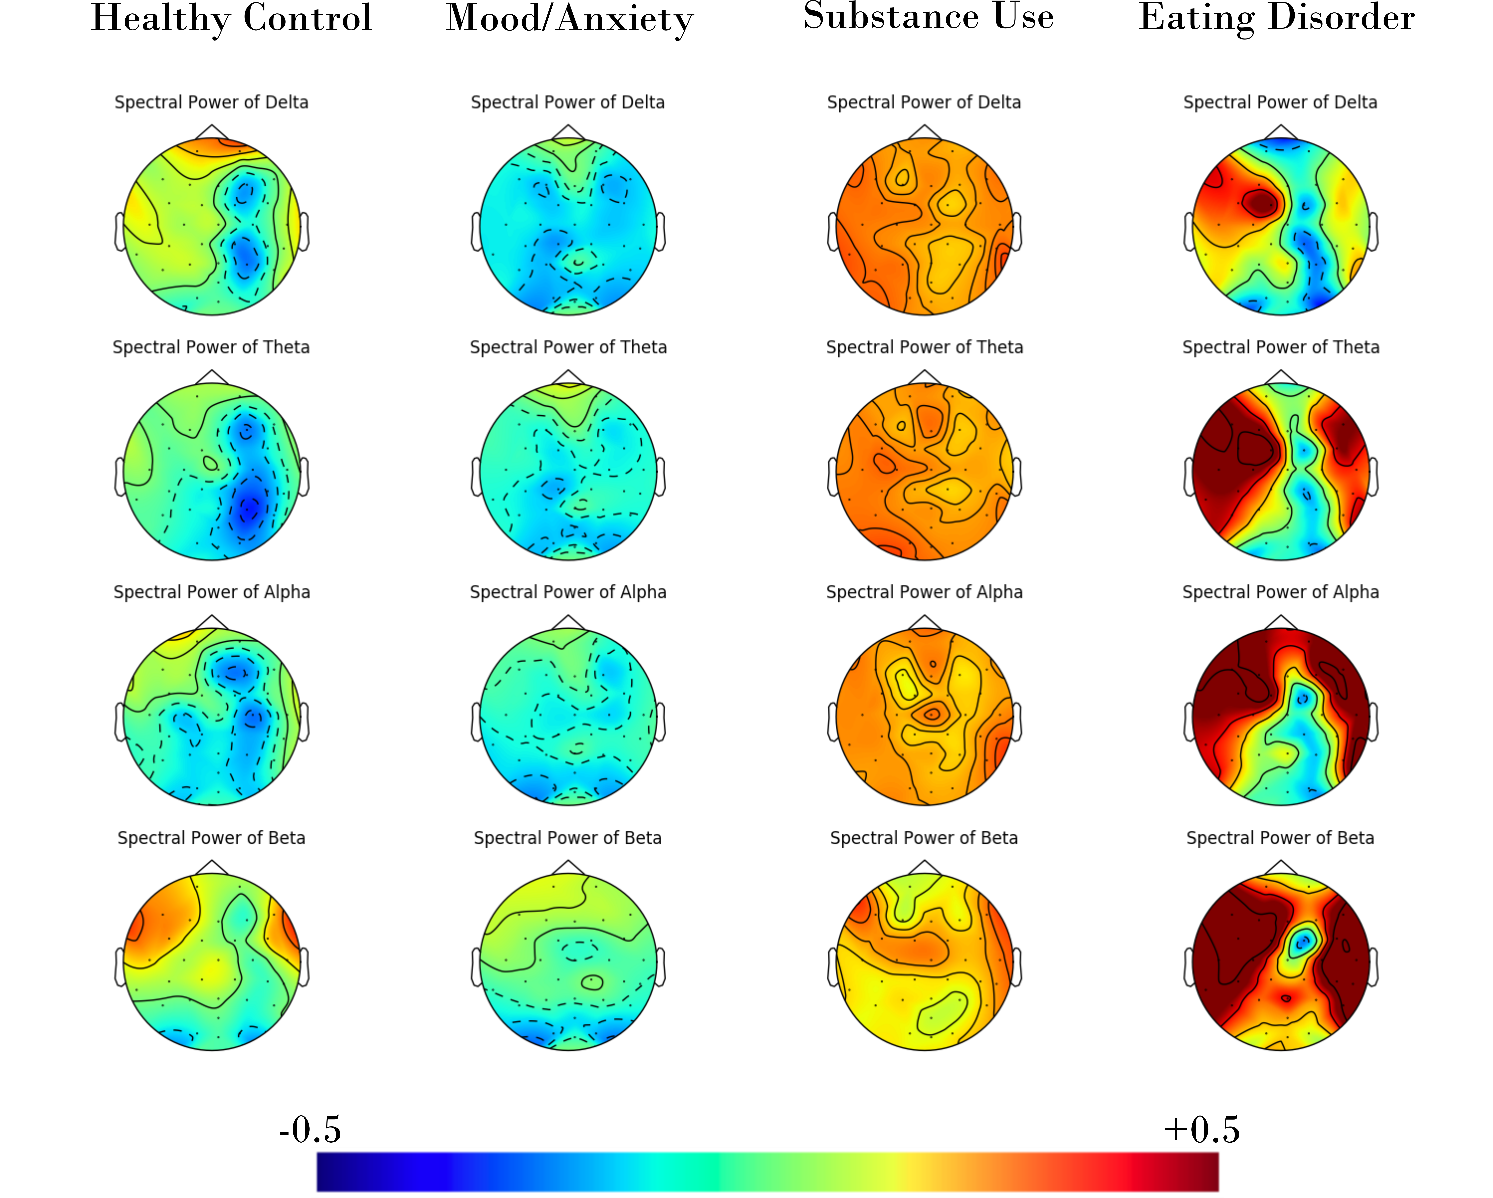 Healthy Control Mood/Anxiety Substance Use Eating Disorder
Spectral Power of Delta Spectral Power of Delta Spectral Power of Delta Spectral Power of Delta
Spectral Power of Theta Spectral Power of Theta Spectral Power of Theta Spectral Power of Theta
Spectral Power of Alpha Spectral Power of Alpha Spectral Power of Alpha Spectral Power of Alpha
Spectral Power of Beta Spectral Power of Beta Spectral Power of Beta Spectral Power of Beta
-0.5 +0.5